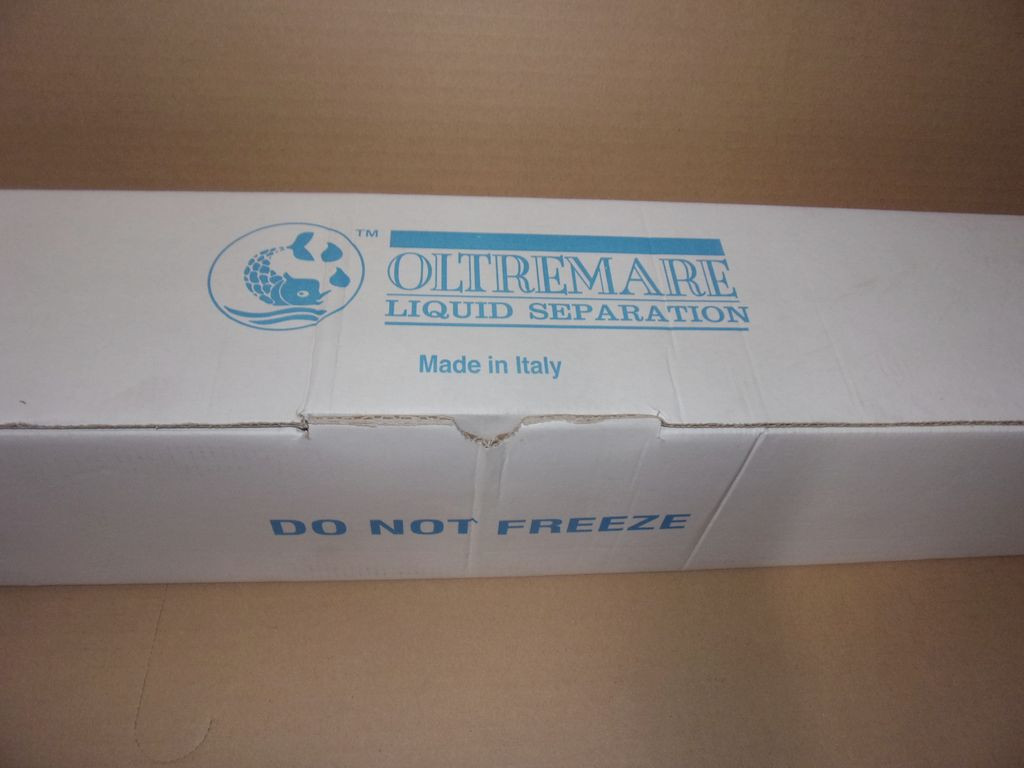 TM
OLTREMARE
LIQUID SEPARATION
Made in Italy
DO NOT FREEZE